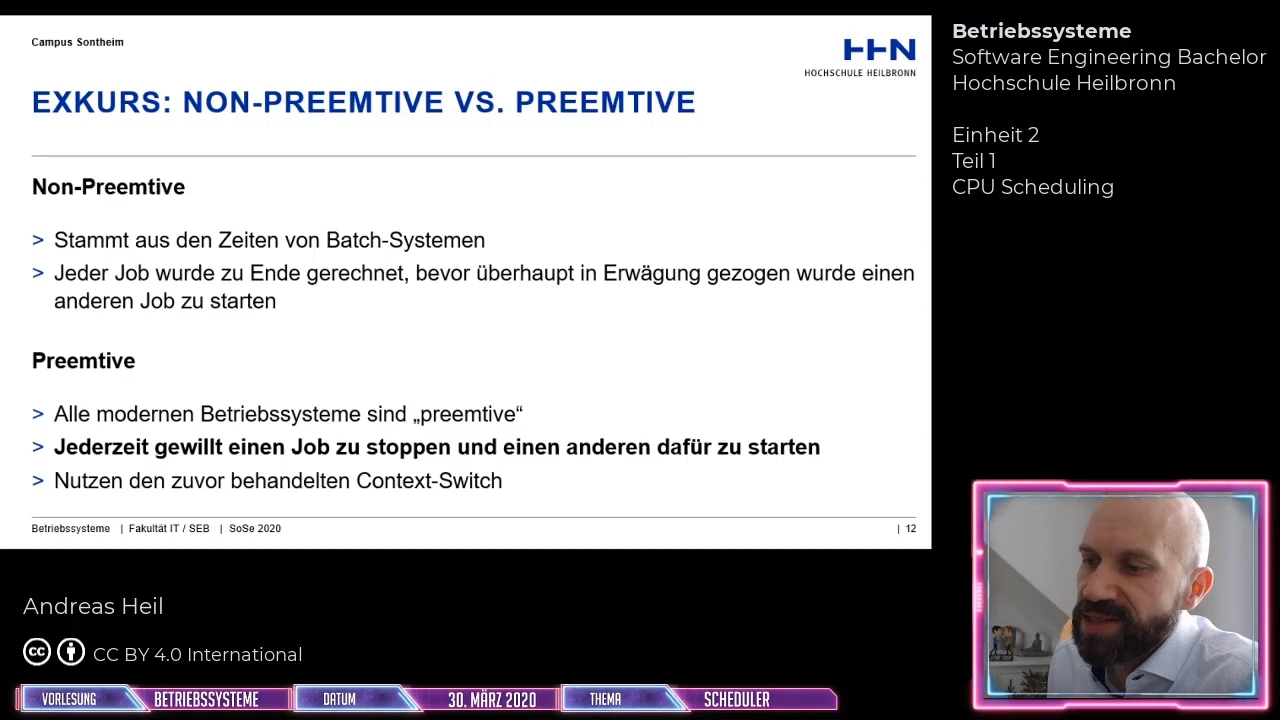 Campus Sontheim
HHN
HOCHSCHULE HEILBRONN
EXKURS: NON-PREEMTIVE VS. PREEMTIVE
Non-Preemtive
> Stammt aus den Zeiten von Batch-Systemen
> Jeder Job wurde zu Ende gerechnet, bevor überhaupt in Erwägung gezogen wurde einen
anderen Job zu starten
Preemtive
> Alle modernen Betriebssysteme sind „preemtive“
> Jederzeit gewillt einen Job zu stoppen und einen anderen dafür zu starten
> Nutzen den zuvor behandelten Context-Switch
Betriebssysteme | Fakultät IT / SEB | SoSe 2020 | 12
Betriebssysteme
Software Engineering Bachelor
Hochschule Heilbronn
Einheit 2
Teil 1
CPU Scheduling
Andreas Heil
cc CC BY 4.0 International
VORLESUNG BETRIEBSSYSTEME DATUM 30. MÄRZ 2020 THEMA SCHEDULER